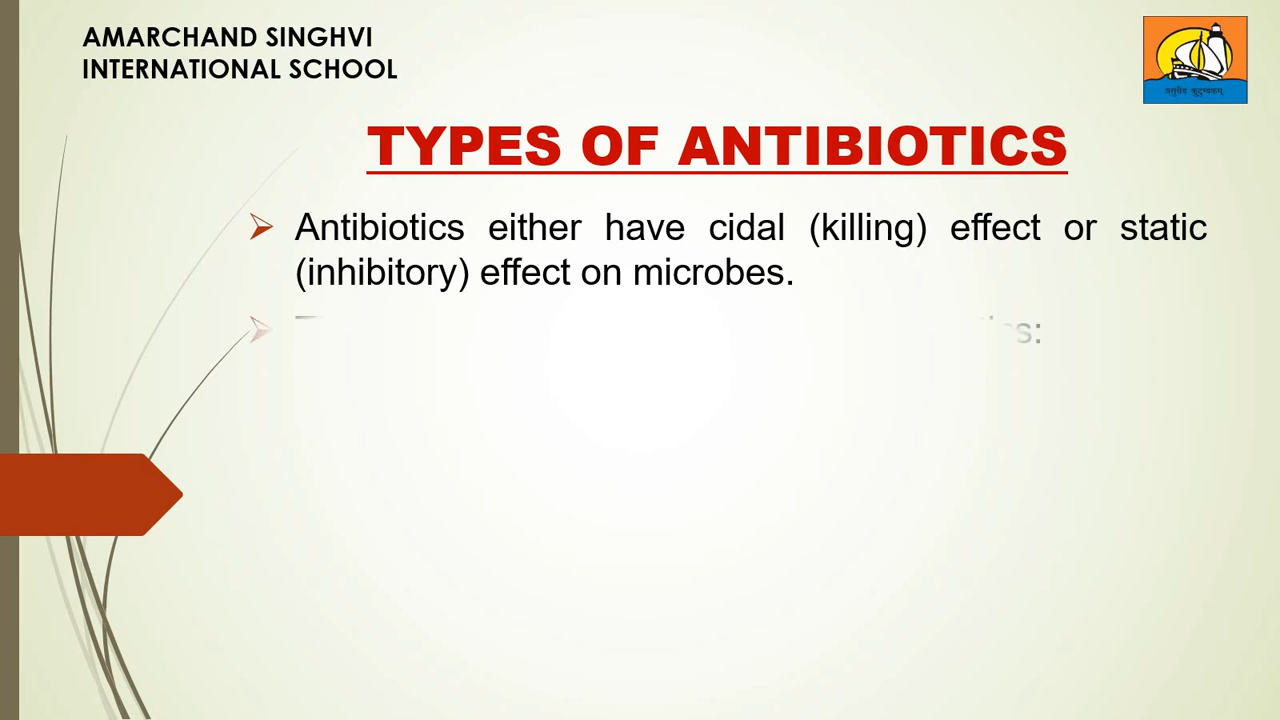 AMARCHAND SINGHVI
INTERNATIONAL SCHOOL
TYPES OF ANTIBIOTICS
Antibiotics either have cidal (killing) effect or static
(inhibitory) effect on microbes.